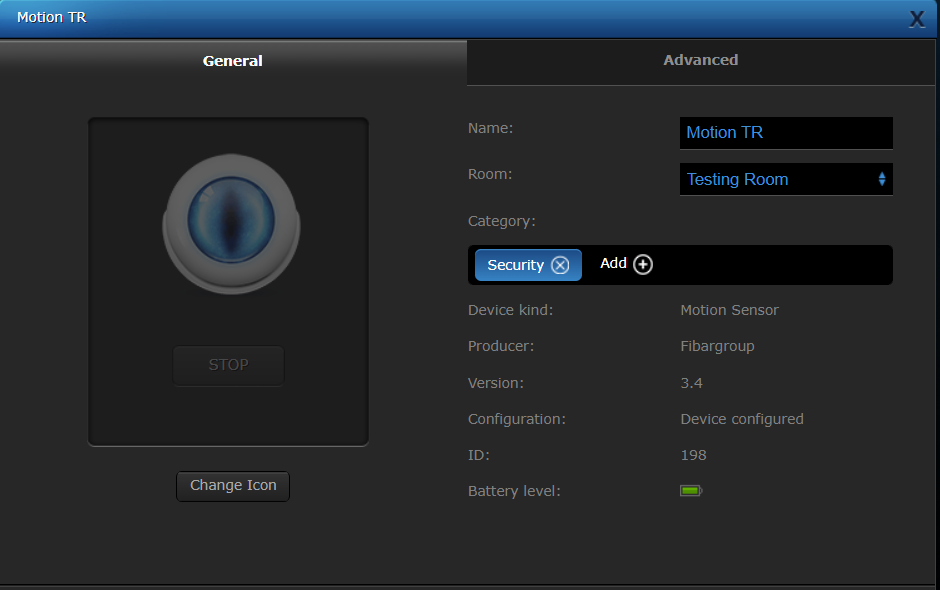 Motion TR
X
General
Advanced
Name:
Motion TR
Room:
Testing Room
Category:
Security
Add
Device kind:
Motion Sensor
Producer:
Fibargroup
Version:
3.4
Configuration:
Device configured
ID:
198
Battery level:
STOP
Change Icon